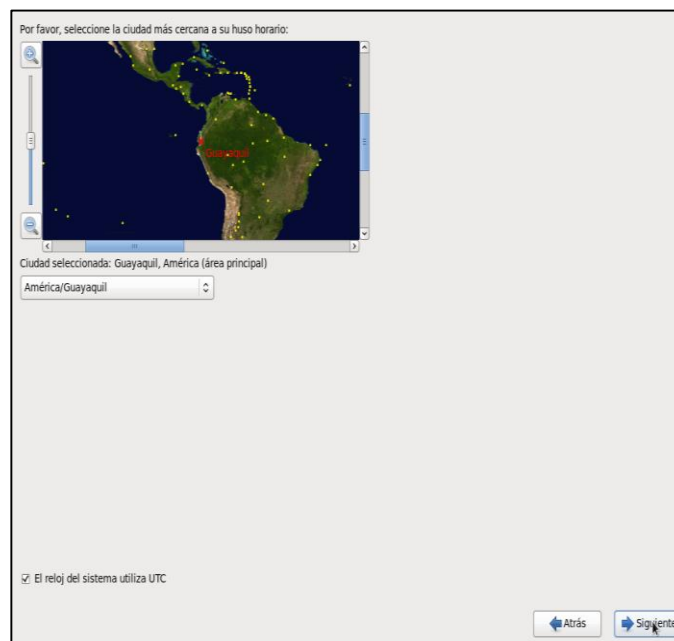 Por favor, seleccione la ciudad más cercana a su huso horario:
Guayaquil
Ciudad seleccionada: Guayaquil, América (área principal)
América/Guayaquil
El reloj del sistema utiliza UTC
Atrás
Siguiente